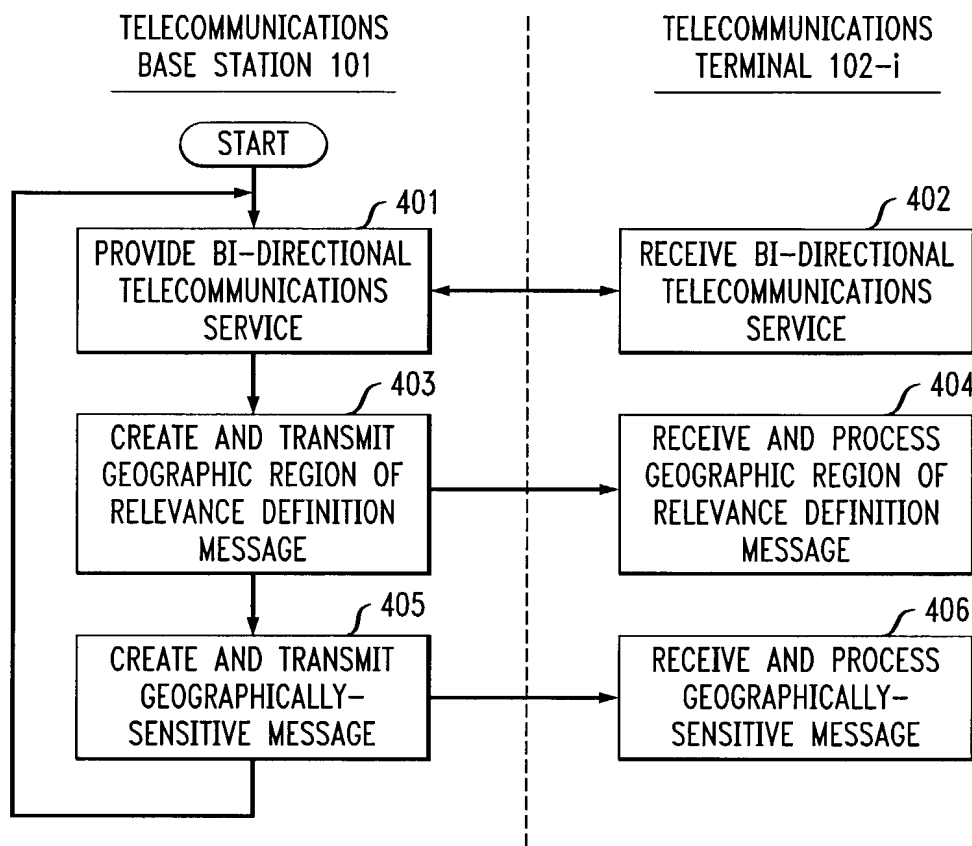 TELECOMMUNICATIONS
BASE STATION 101
TELECOMMUNICATIONS
TERMINAL 102-i
START
401
PROVIDE BI-DIRECTIONAL
TELECOMMUNICATIONS
SERVICE
402
RECEIVE BI-DIRECTIONAL
TELECOMMUNICATIONS
SERVICE
403
CREATE AND TRANSMIT
GEOGRAPHIC REGION OF
RELEVANCE DEFINITION
MESSAGE
404
RECEIVE AND PROCESS
GEOGRAPHIC REGION OF
RELEVANCE DEFINITION
MESSAGE
405
CREATE AND TRANSMIT
GEOGRAPHICALLY-
SENSITIVE MESSAGE
406
RECEIVE AND PROCESS
GEOGRAPHICALLY-
SENSITIVE MESSAGE